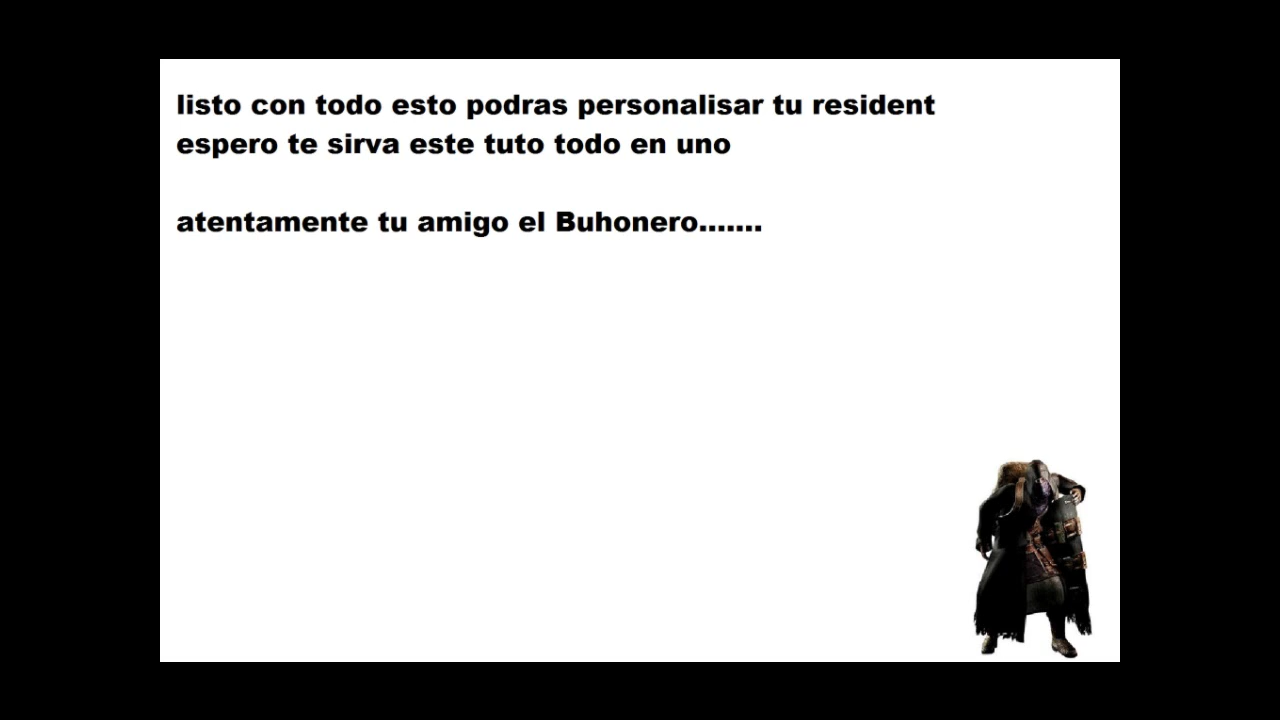 listo con todo esto podras personalisar tu resident
espero te sirva este tuto todo en uno
atentamente tu amigo el Buhonero.......